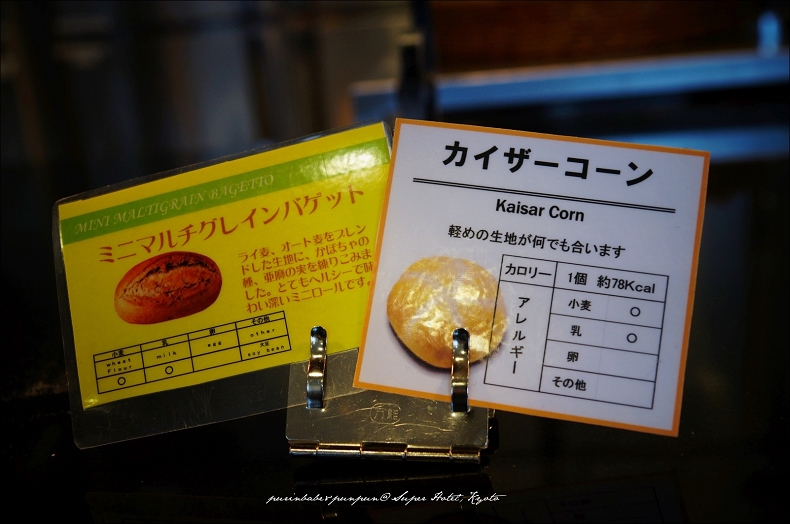 MINI MALTIGRAIN BAGETTO
ミニマルチグレインバゲット
ライ麦、オート麦をブレン
ドした生地に、かぼちゃの
種、亜麻の実を練りこみま
した。とてもヘルシーで味
わい深いミニロールです。
小麦 乳 卵 その他
wheat Flour milk egg other
大豆 soy bean
○ ○
カイザーコーン
Kaisar Corn
軽めの生地が何でも合います
カロリー 1個 約78Kcal
アレルギー
小麦 ○
乳 ○
卵
その他
purinbabe&punpun@ Super Hotel, Kyoto